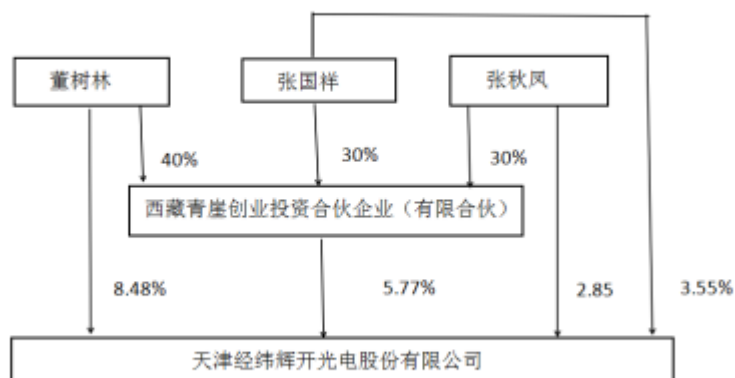 董树林
张国祥
张秋凤
40%
30%
30%
西藏青崖创业投资合伙企业（有限合伙）
8.48%
5.77%
2.85
3.55%
天津经纬辉开光电股份有限公司